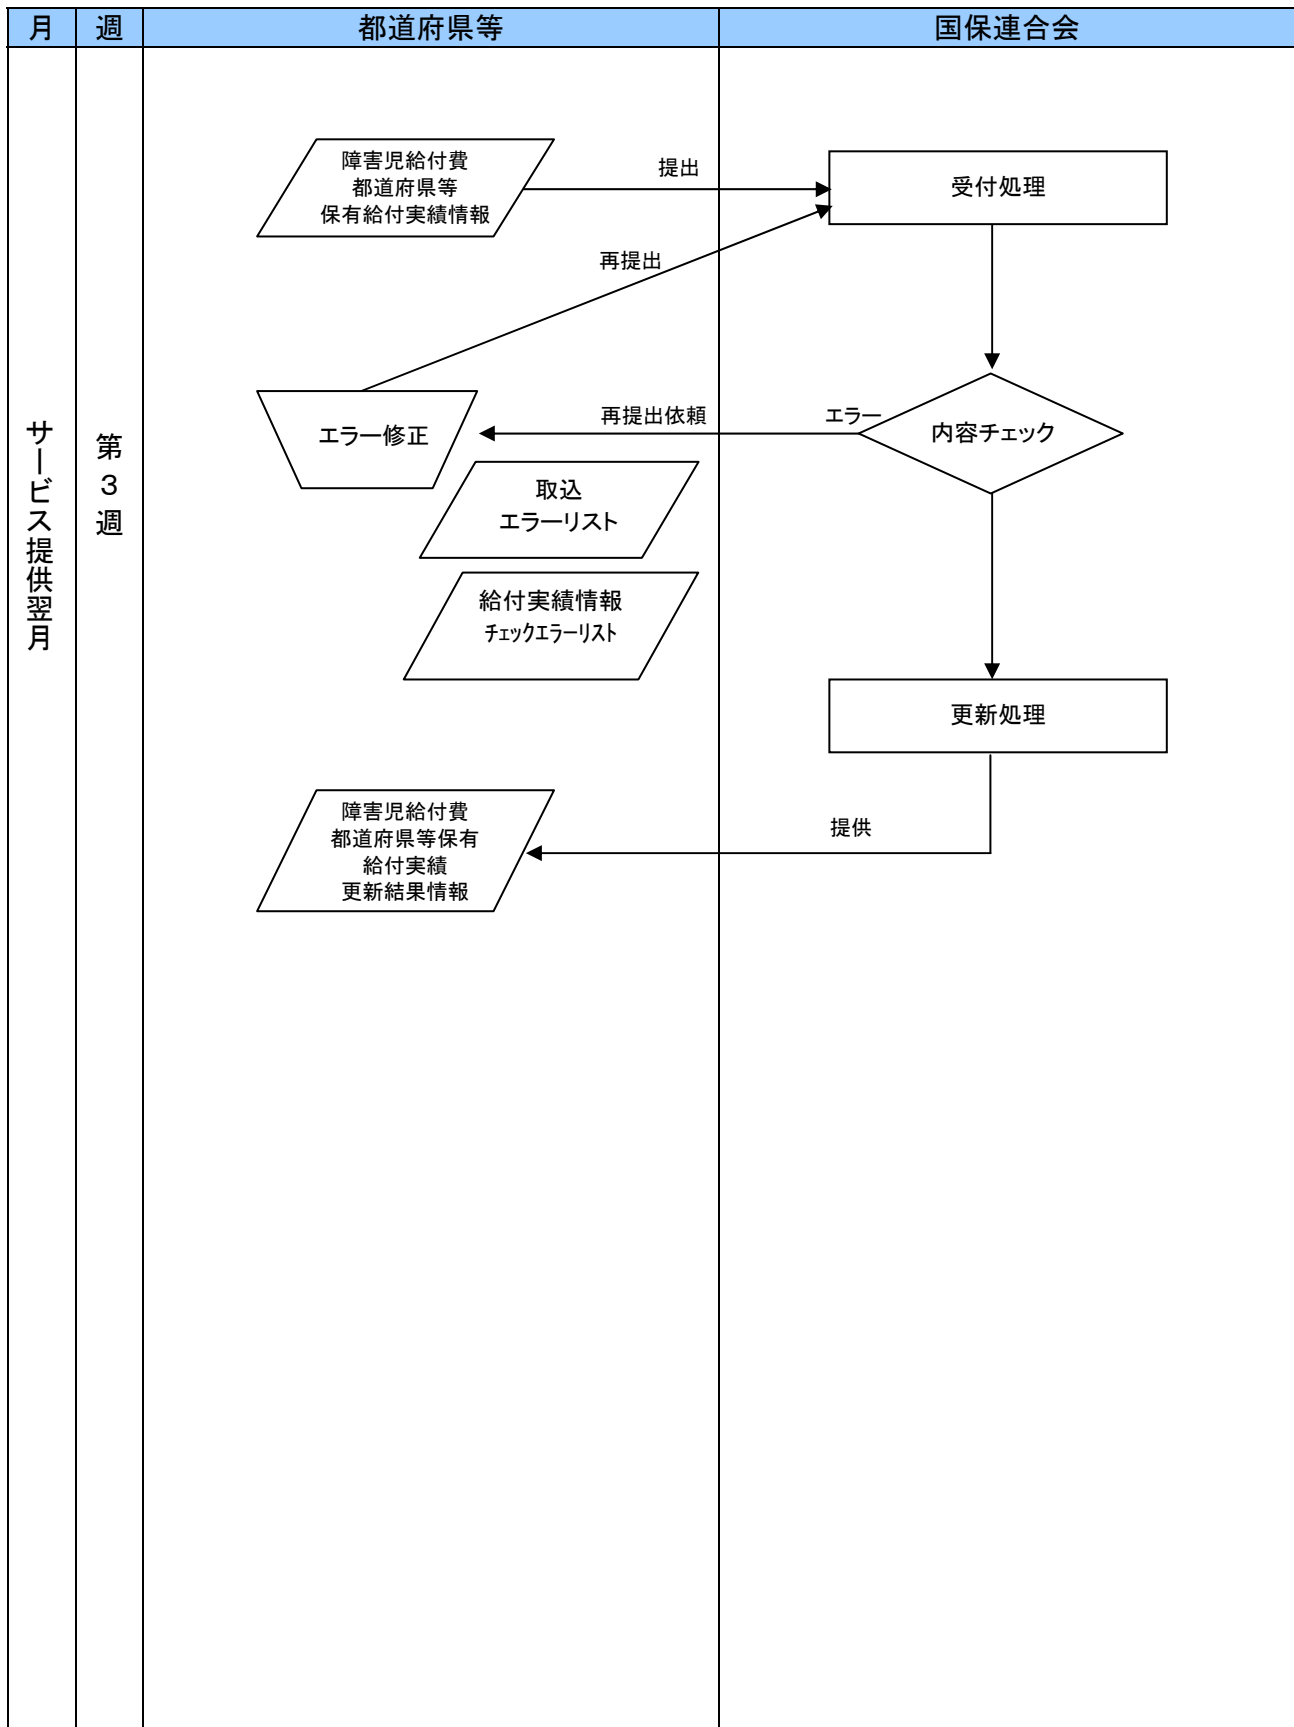 月 週 都道府県等 国保連合会
障害児給付費
都道府県等
保有給付実績情報
提出
受付処理
再提出
サービス提供翌月
第3週
エラー修正
再提出依頼
エラー
内容チェック
取込
エラーリスト
給付実績情報
ﾁｪｯｸｴﾗｰﾘｽﾄ
更新処理
障害児給付費
都道府県等保有
給付実績
更新結果情報
提供